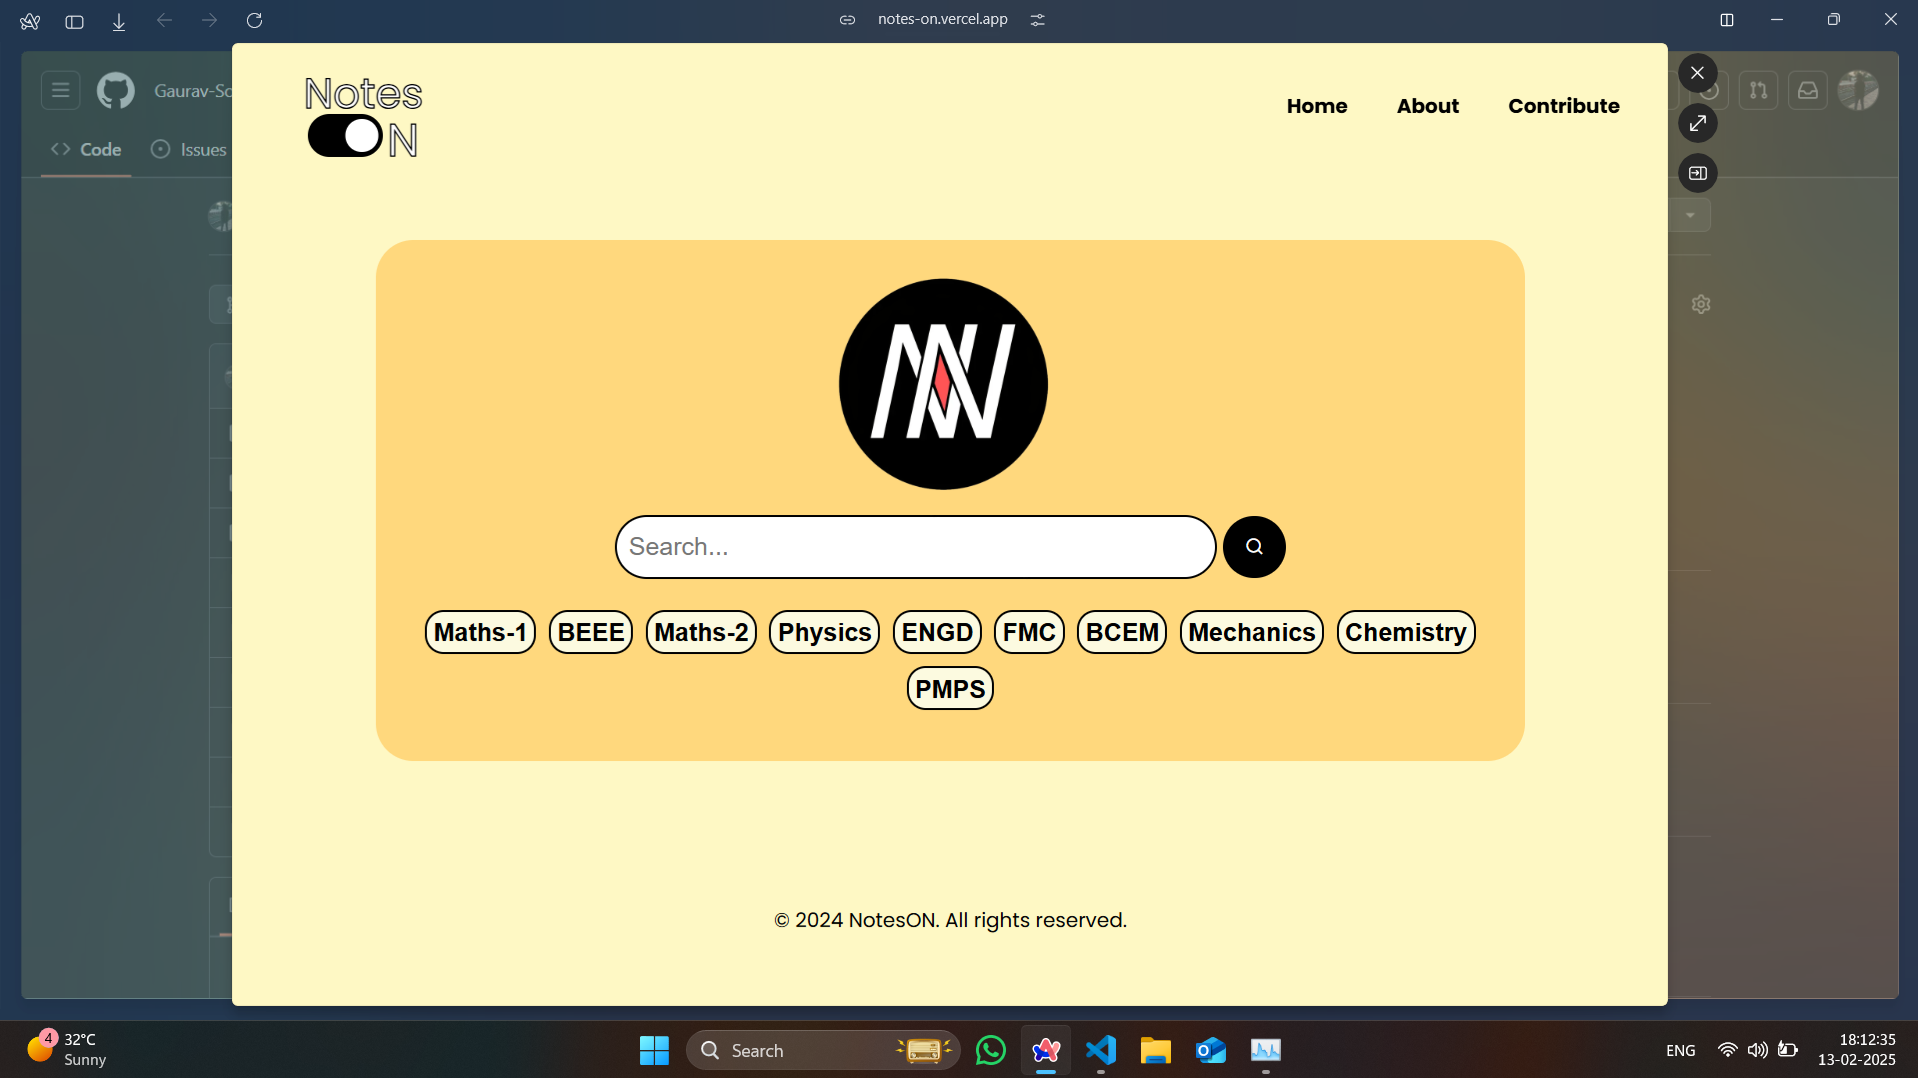 notes-on.vercel.app
Gaurav-So
Code
Issues
Notes
N
Home
About
Contribute
Search...
Maths-1
BEEE
Maths-2
Physics
ENGD
FMC
BCEM
Mechanics
Chemistry
PMPS
© 2024 NotesON. All rights reserved.
4
32°C
Sunny
Search
ENG
18:12:35
13-02-2025